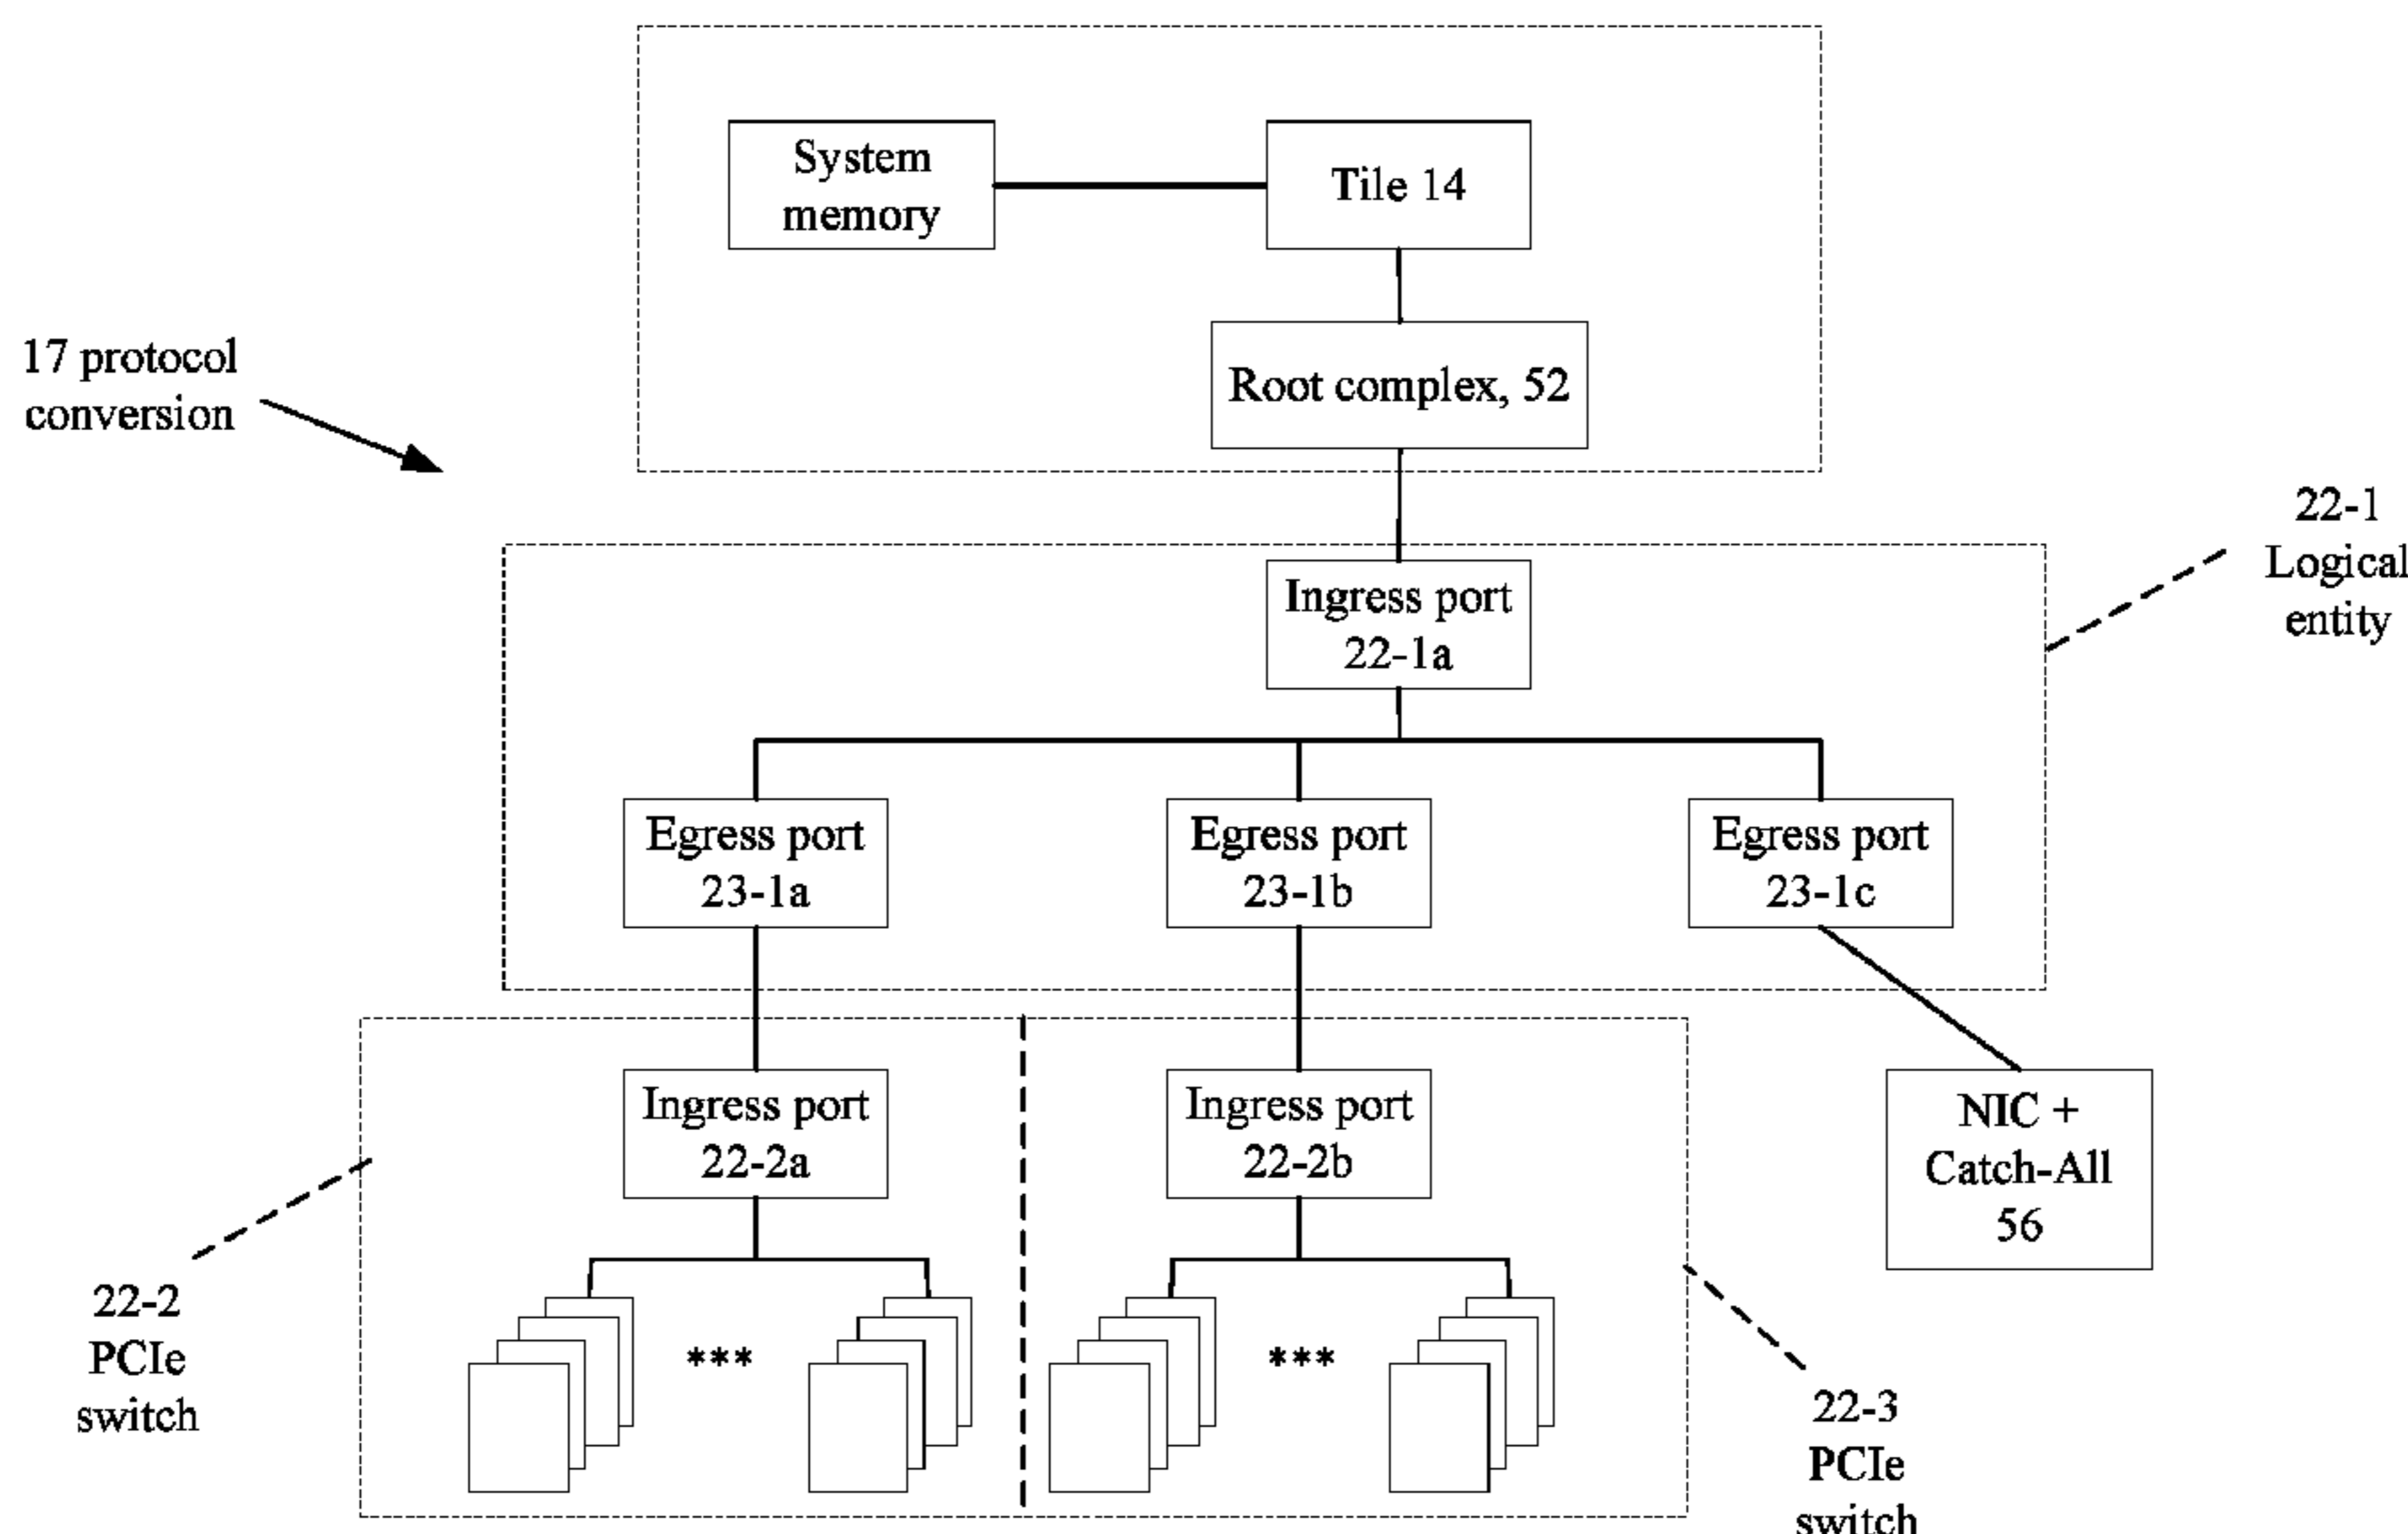 System
memory
Tile 14
17 protocol
conversion
Root complex, 52
22-1
Logical
entity
Ingress port
22-1a
Egress port
23-1a
Egress port
23-1b
Egress port
23-1c
Ingress port
22-2a
Ingress port
22-2b
NIC +
Catch-All
56
22-2
PCIe
switch
***
***
22-3
PCIe
switch